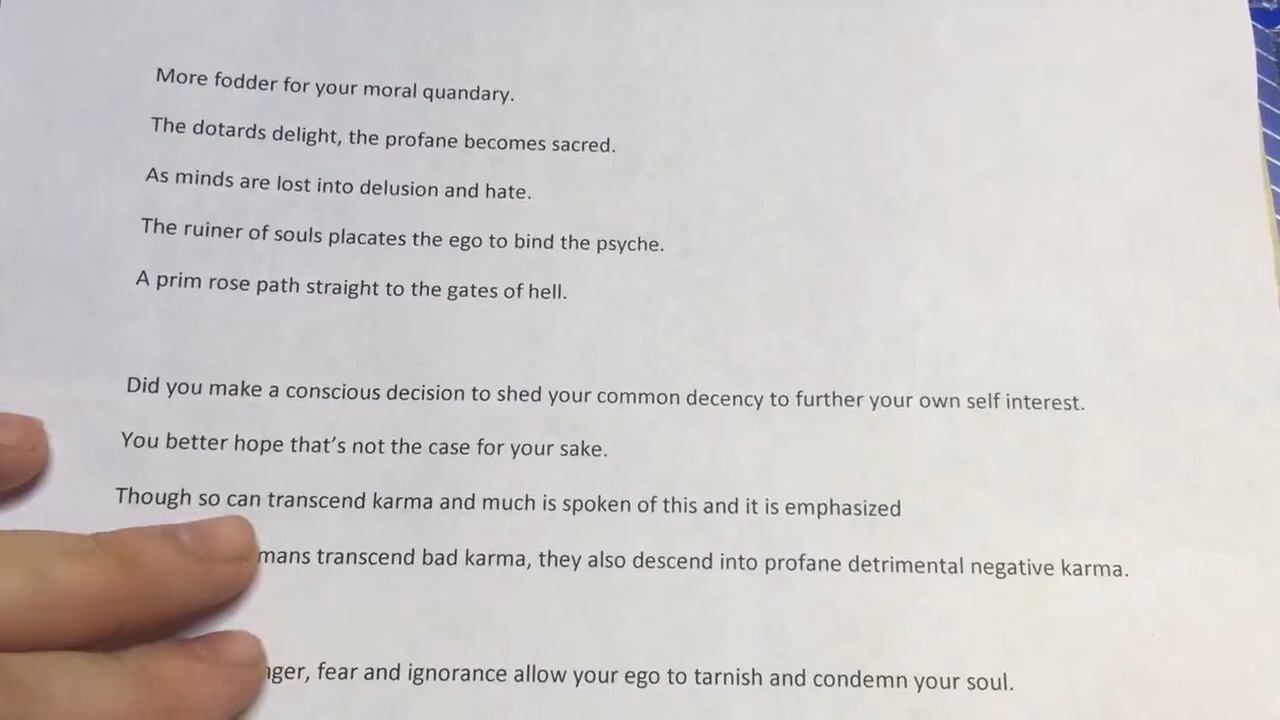 More fodder for your moral quandary.
The dotards delight, the profane becomes sacred.
As minds are lost into delusion and hate.
The ruiner of souls placates the ego to bind the psyche.
A prim rose path straight to the gates of hell.
Did you make a conscious decision to shed your common decency to further your own self interest.
You better hope that's not the case for your sake.
Though so can transcend karma and much is spoken of this and it is emphasized
transcend bad karma, they also descend into profane detrimental negative karma.
fear and ignorance allow your ego to tarnish and condemn your soul.